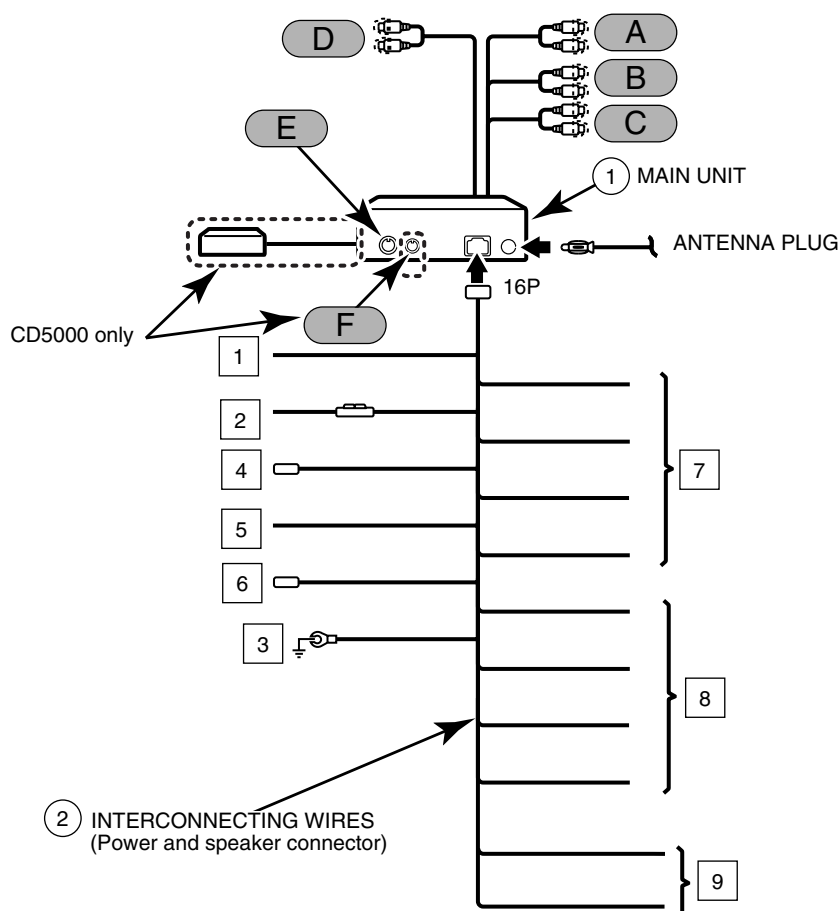 D
A
B
C
E
1 MAIN UNIT
ANTENNA PLUG
16P
CD5000 only
F
1
2
4
5
6
3
7
8
2 INTERCONNECTING WIRES
(Power and speaker connector)
9